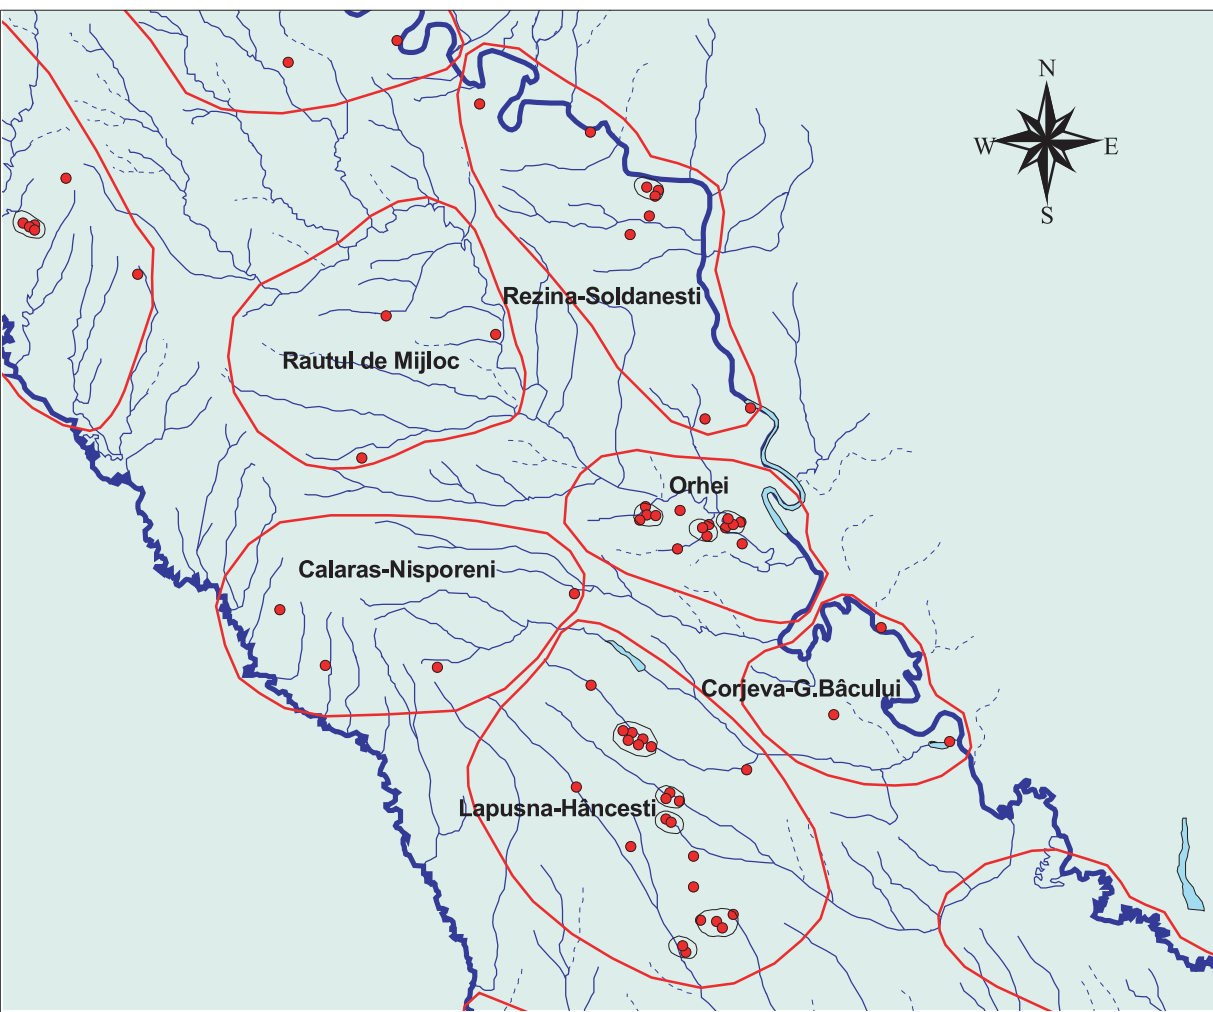 N
W E
S
Rezina-Soldanesti
Rautul de Mijloc
Orhei
Calaras-Nisporeni
Corjeva-G.Bâcului
Lapusna-Hâncesti